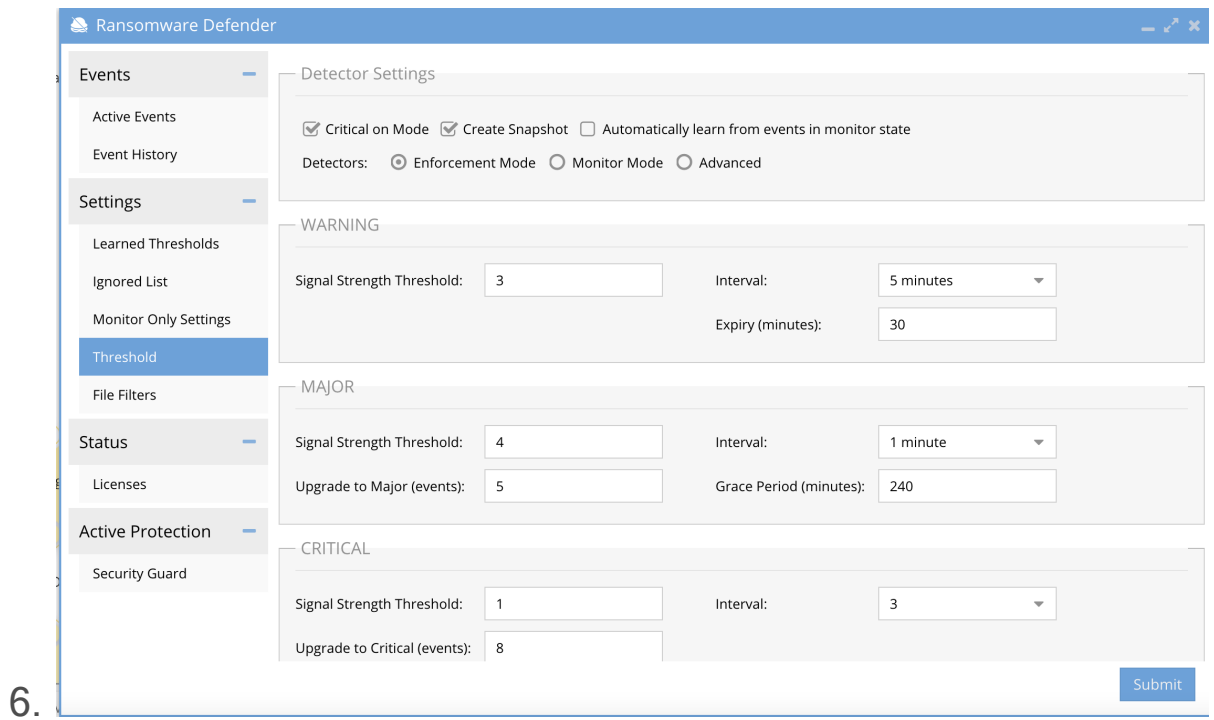 Ransomware Defender
Events
Active Events
Event History
Settings
Learned Thresholds
Ignored List
Monitor Only Settings
Threshold
File Filters
Status
Licenses
Active Protection
Security Guard
Detector Settings
Critical on Mode Create Snapshot Automatically learn from events in monitor state
Detectors: Enforcement Mode Monitor Mode Advanced
WARNING
Signal Strength Threshold: 3 Interval: 5 minutes
Expiry (minutes): 30
MAJOR
Signal Strength Threshold: 4 Interval: 1 minute
Upgrade to Major (events): 5 Grace Period (minutes): 240
CRITICAL
Signal Strength Threshold: 1 Interval: 3
Upgrade to Critical (events): 8
Submit
6.